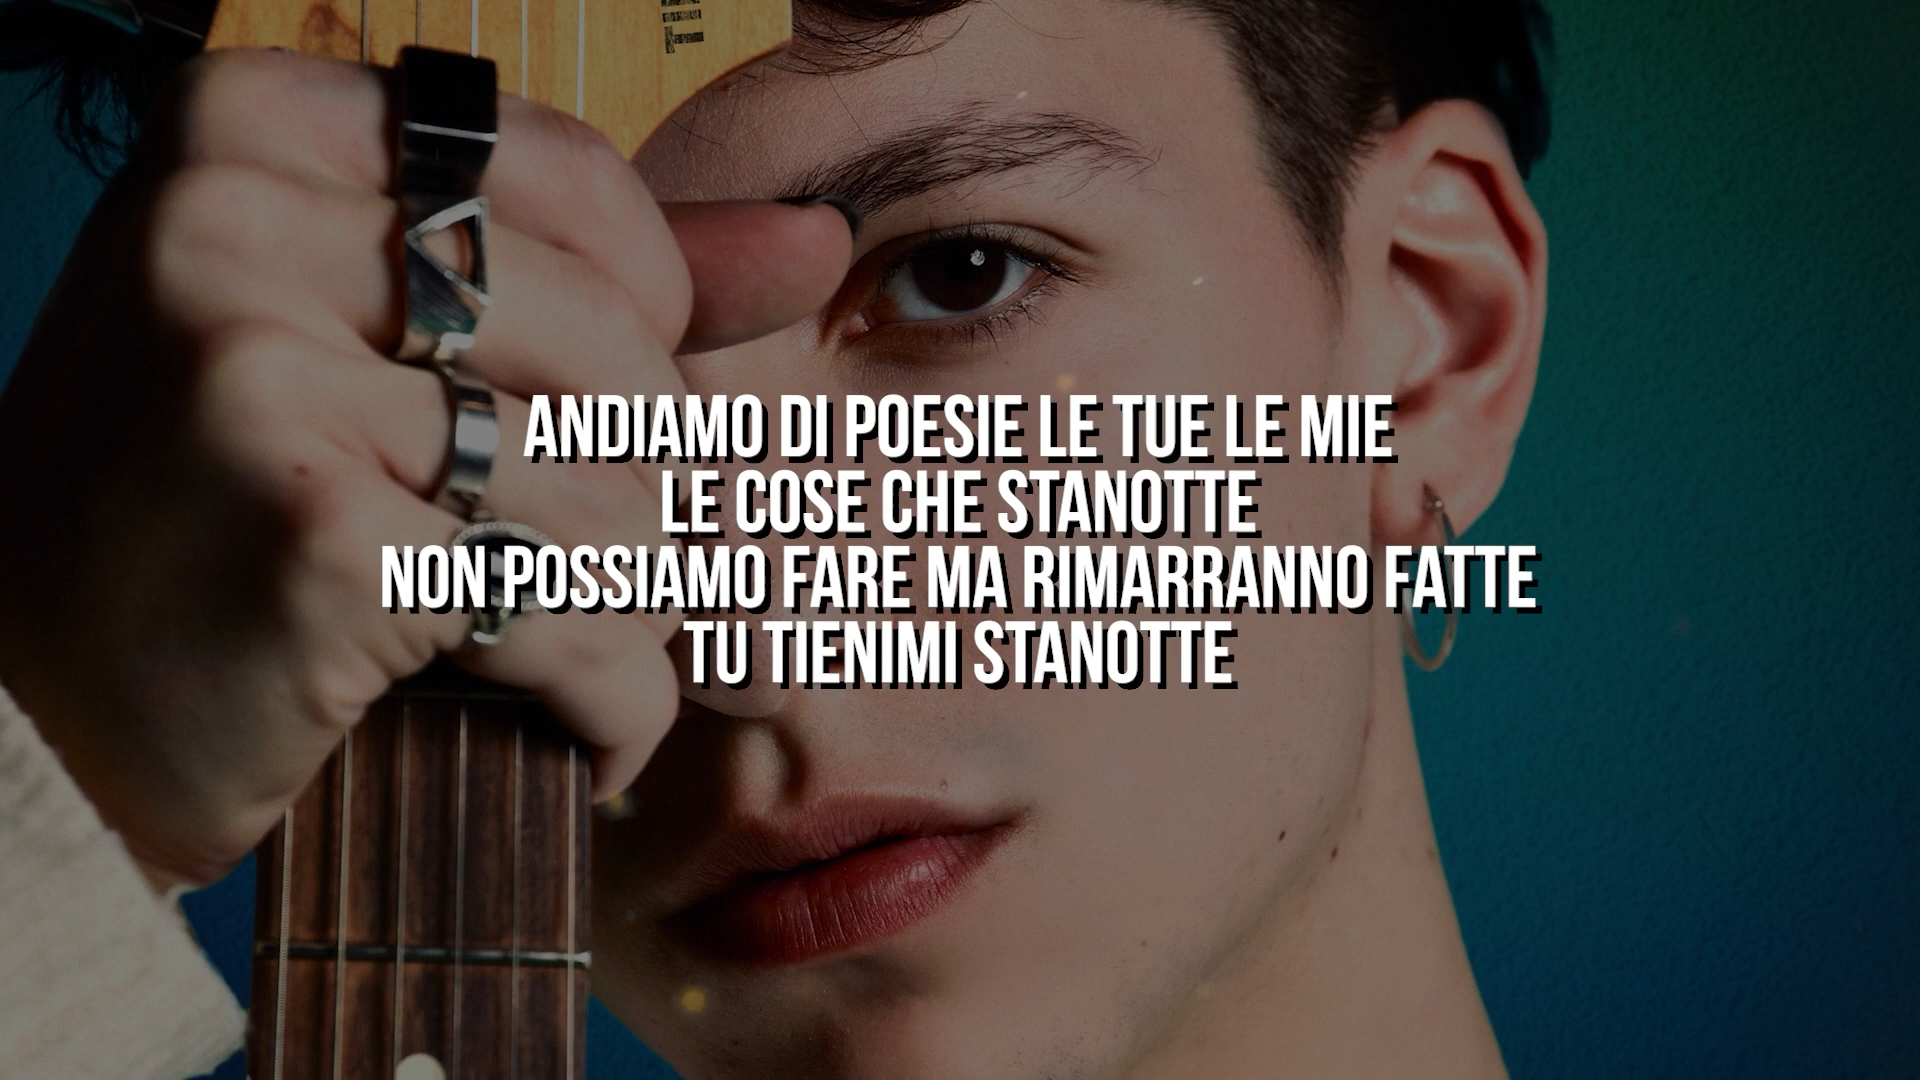 ANDIAMO DI POESIE LE TUE LE MIE
LE COSE CHE STANOTTE
NON POSSIAMO FARE MA RIMARRANNO FATTE
TU TIENIMI STANOTTE